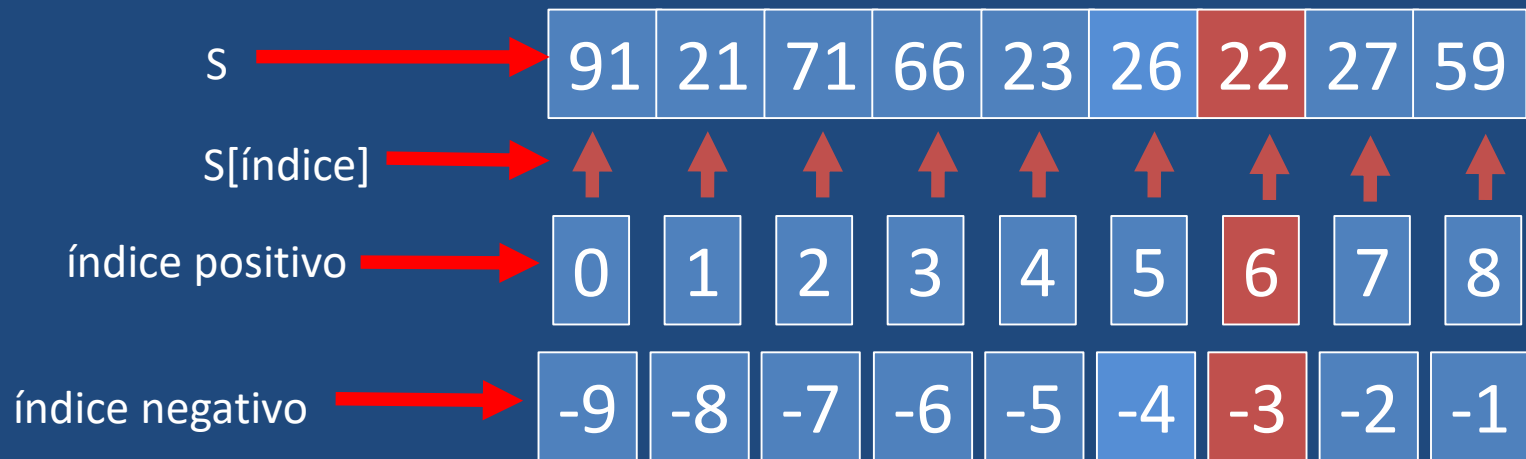 S 91 21 71 66 23 26 22 27 59
S[índice]
índice positivo 0 1 2 3 4 5 6 7 8
índice negativo -9 -8 -7 -6 -5 -4 -3 -2 -1